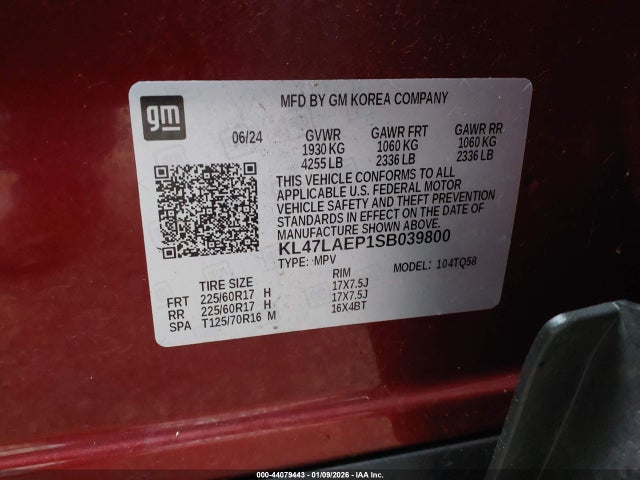 gm
MFD BY GM KOREA COMPANY
06/24 GVWR GAWR FRT GAWR RR
1930 KG 1060 KG 1060 KG
4255 LB 2336 LB 2336 LB
THIS VEHICLE CONFORMS TO ALL
APPLICABLE U.S. FEDERAL MOTOR
VEHICLE SAFETY AND THEFT PREVENTION
STANDARDS IN EFFECT ON THE DATE OF
MANUFACTURE SHOWN ABOVE.
KL47LAEP1SB039800
TYPE: MPV MODEL: 104TQ58
TIRE SIZE RIM
FRT 225/60R17 H 17X7.5J
RR 225/60R17 H 17X7.5J
SPA T125/70R16 M 16X4BT
000-44079443 - 01/09/2026 - IAA Inc.